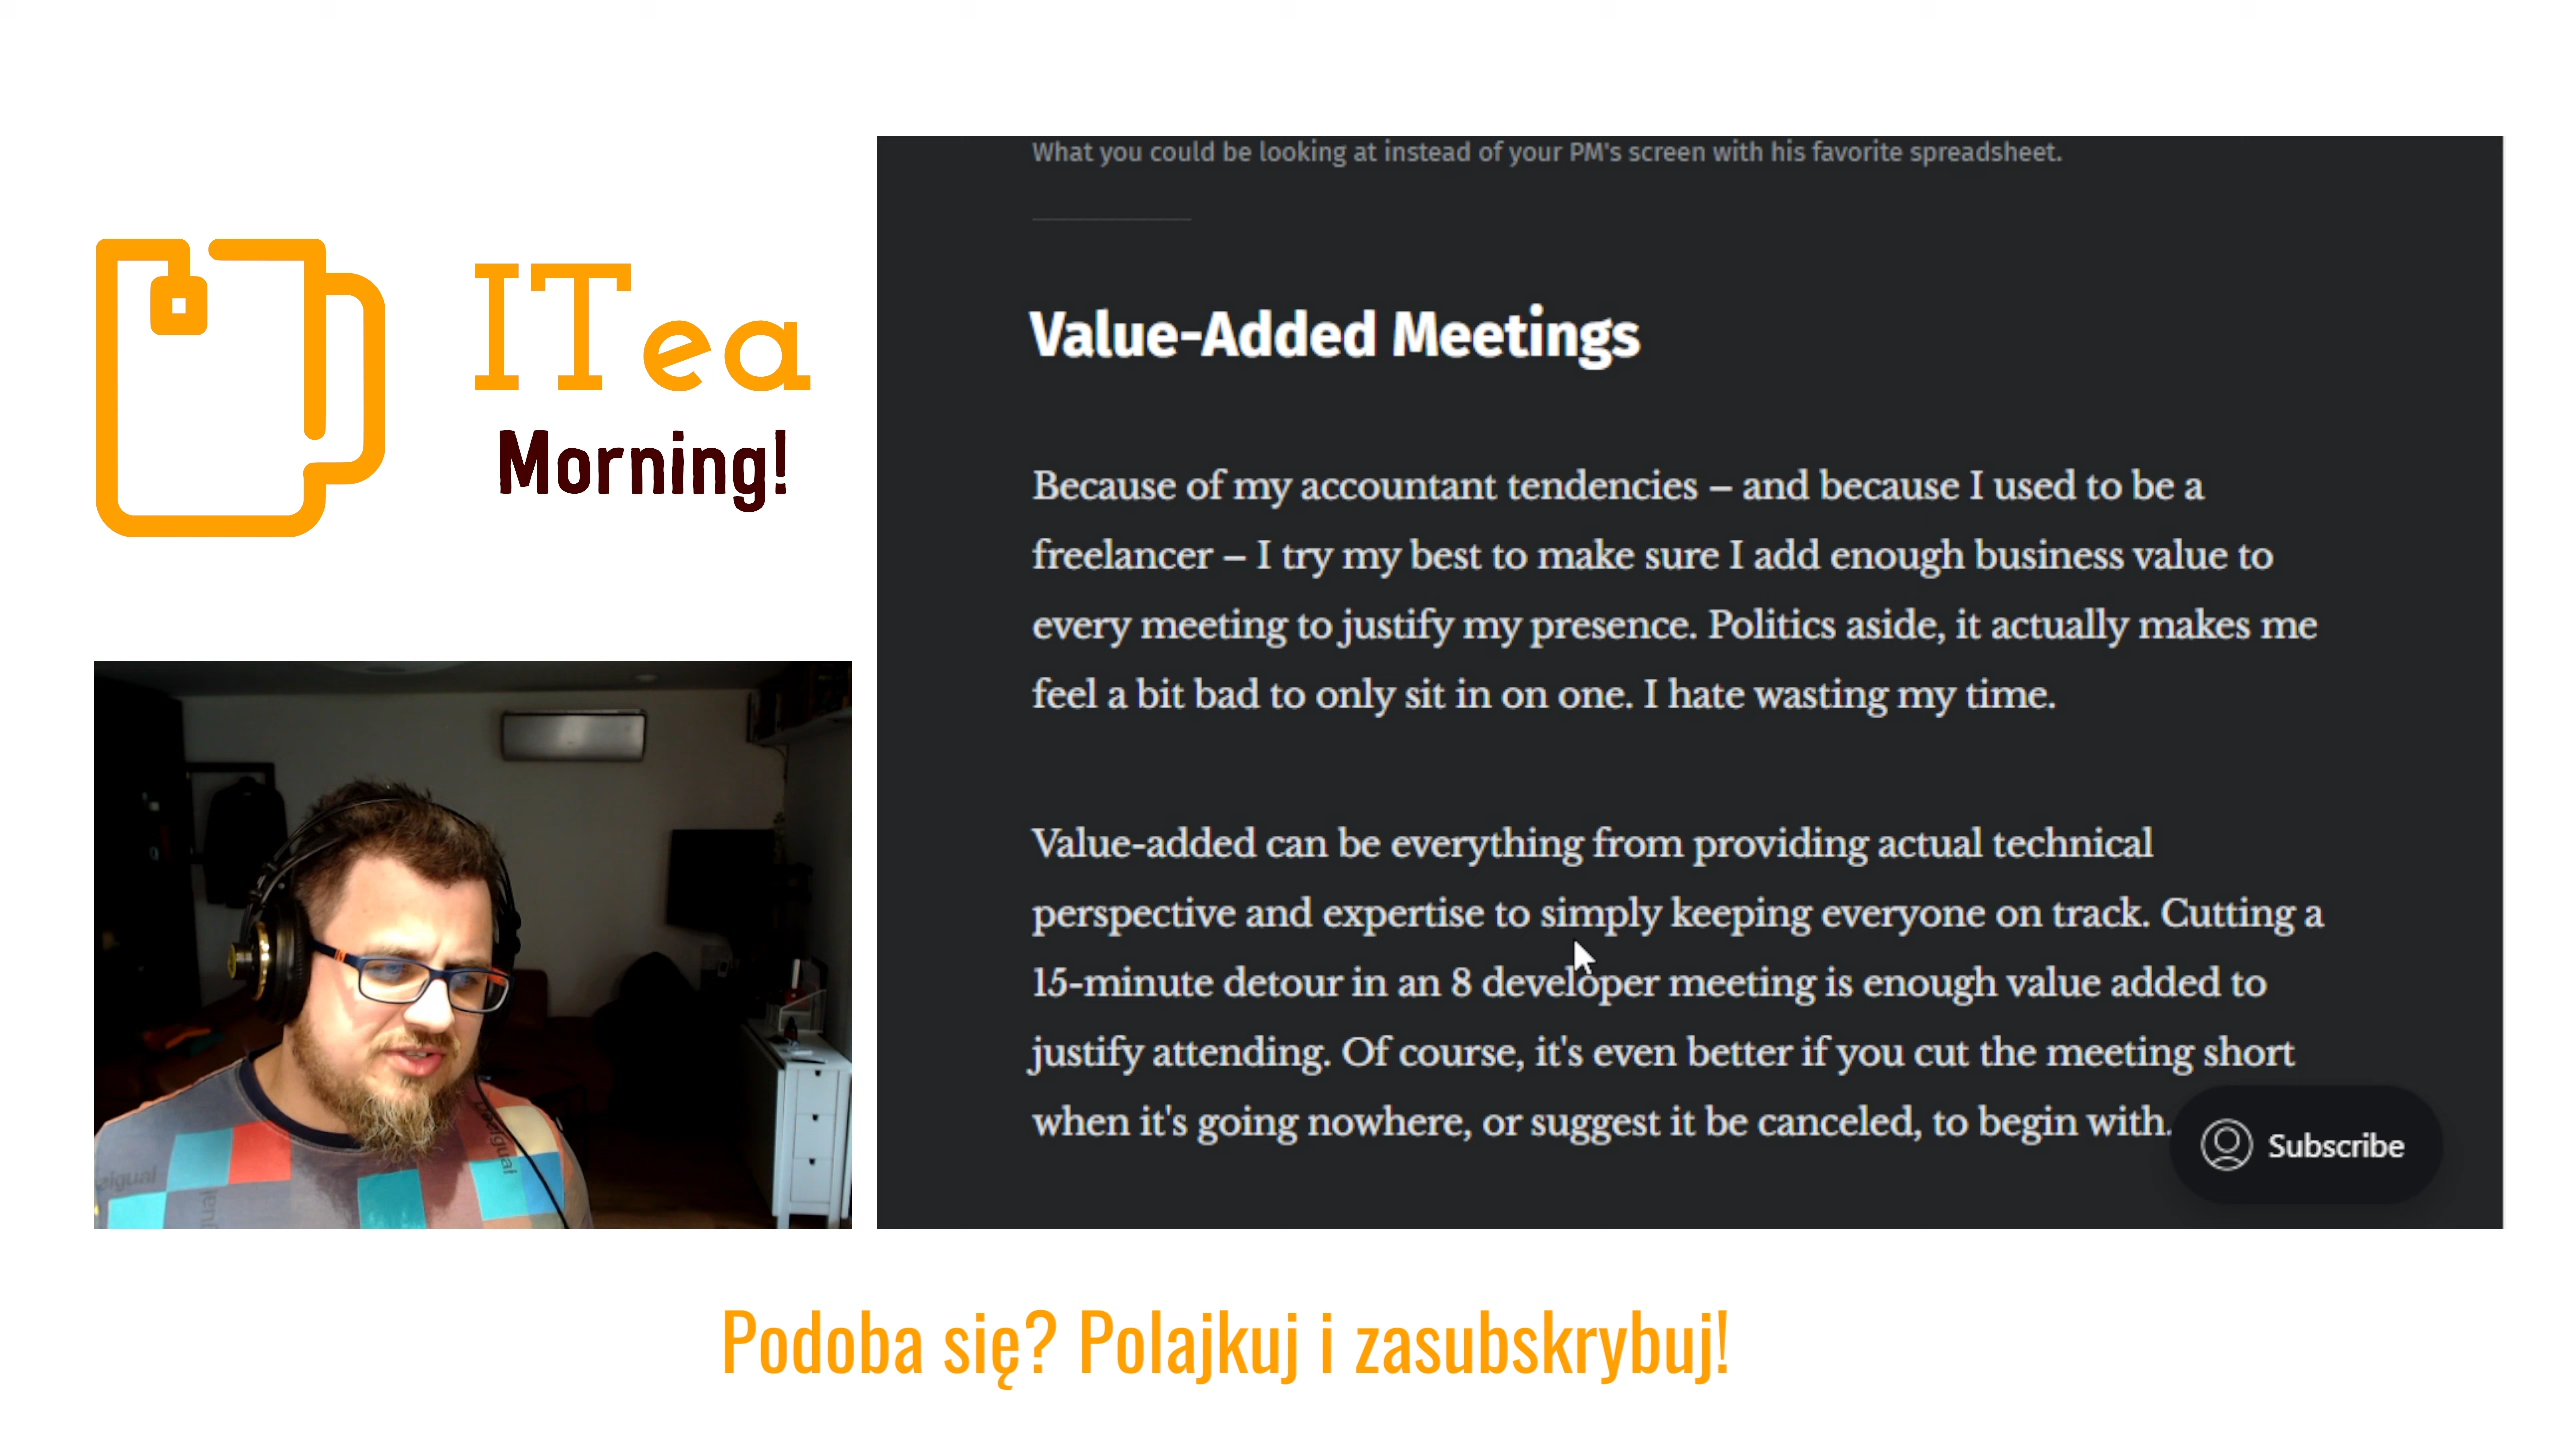 What you could be looking at instead of your PM's screen with his favorite spreadsheet.
ITea
Morning!
Value-Added Meetings
Because of my accountant tendencies – and because I used to be a
freelancer – I try my best to make sure I add enough business value to
every meeting to justify my presence. Politics aside, it actually makes me
feel a bit bad to only sit in on one. I hate wasting my time.
Value-added can be everything from providing actual technical
perspective and expertise to simply keeping everyone on track. Cutting a
15-minute detour in an 8 developer meeting is enough value added to
justify attending. Of course, it's even better if you cut the meeting short
when it's going nowhere, or suggest it be canceled, to begin with.
Subscribe
Desigual
Podoba się? Polajkuj i zasubskrybuj!